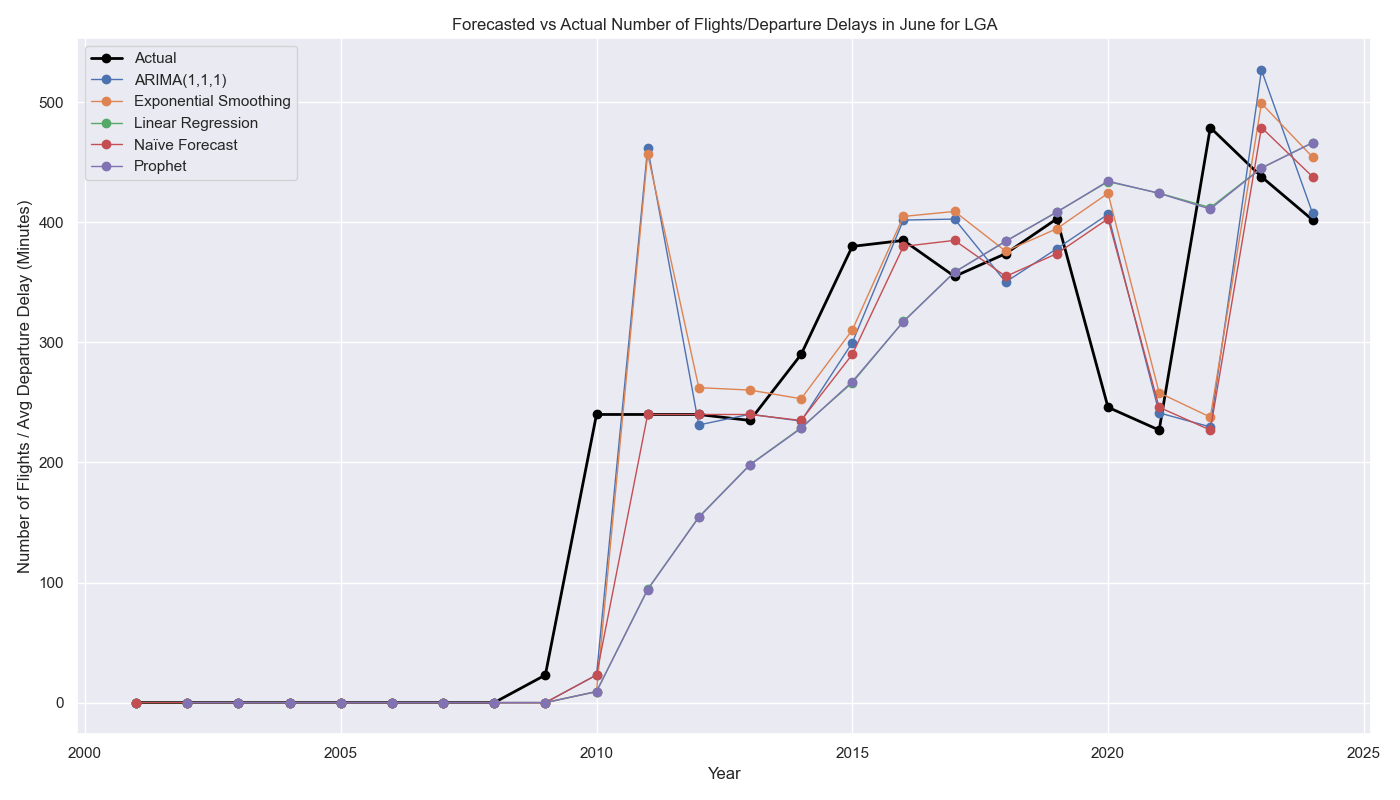 Forecasted vs Actual Number of Flights/Departure Delays in June for LGA
Actual
ARIMA(1,1,1)
Exponential Smoothing
Linear Regression
Naïve Forecast
Prophet
Number of Flights / Avg Departure Delay (Minutes)
500
400
300
200
100
0
2000
2005
2010
2015
2020
2025
Year